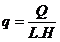 q = Q / L.H